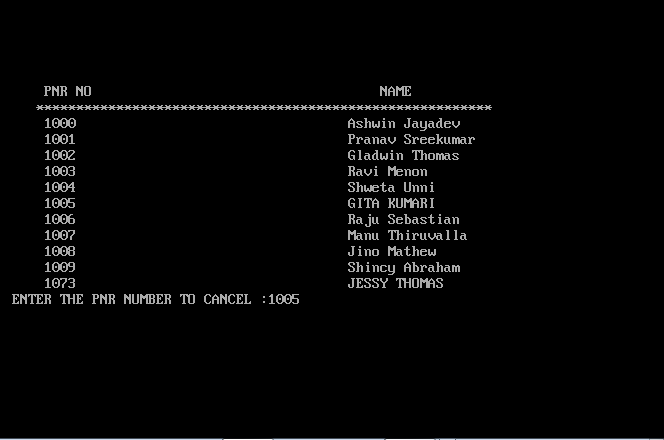 PNR NO NAME
*********************************************************
1000 Ashwin Jayadev
1001 Pranav Sreekumar
1002 Gladwin Thomas
1003 Ravi Menon
1004 Shweta Unni
1005 GITA KUMARI
1006 Raju Sebastian
1007 Manu Thiruvalla
1008 Jino Mathew
1009 Shincy Abraham
1073 JESSY THOMAS
ENTER THE PNR NUMBER TO CANCEL :1005